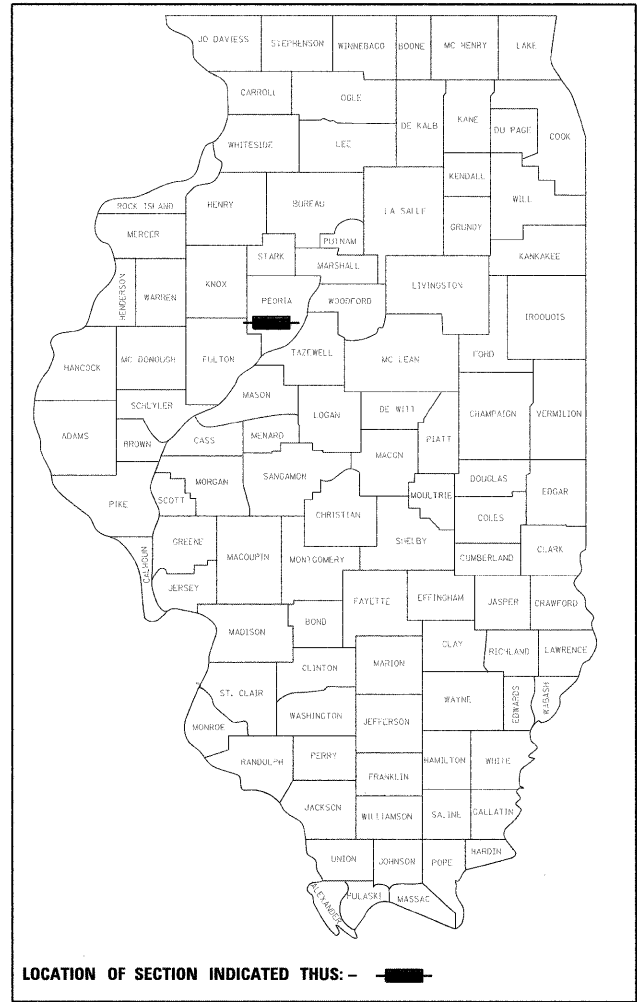 JO DAVIESS STEPHENSON WINNEBAGO BOONE MC HENRY LAKE
CARROLL OGLE
DE KALB KANE DU PAGE COOK
WHITESIDE LEE
KENDALL
ROCK ISLAND HENRY BUREAU LA SALLE WILL
MERCER PUTNAM GRUNDY
STARK
MARSHALL KANKAKEE
HENDERSON WARREN KNOX
PEORIA WOODFORD LIVINGSTON
IROQUOIS
HANCOCK MC DONOUGH FULTON TAZEWELL MC LEAN FORD
MASON
SCHUYLER LOGAN DE WITT CHAMPAIGN VERMILION
ADAMS BROWN CASS MENARD PIATT
MACON
MORGAN SANGAMON DOUGLAS
SCOTT MOULTRIE EDGAR
PIKE CHRISTIAN COLES
GREENE SHELBY
CALHOUN MACOUPIN MONTGOMERY CUMBERLAND CLARK
JERSEY
FAYETTE EFFINGHAM JASPER CRAWFORD
BOND
MADISON
CLAY RICHLAND LAWRENCE
CLINTON MARION
ST. CLAIR WAYNE EDWARDS WABASH
WASHINGTON JEFFERSON
MONROE
RANDOLPH PERRY HAMILTON WHITE
FRANKLIN
JACKSON WILLIAMSON SALINE GALLATIN
UNION JOHNSON POPE HARDIN
ALEXANDER PULASKI MASSAC
LOCATION OF SECTION INDICATED THUS: -